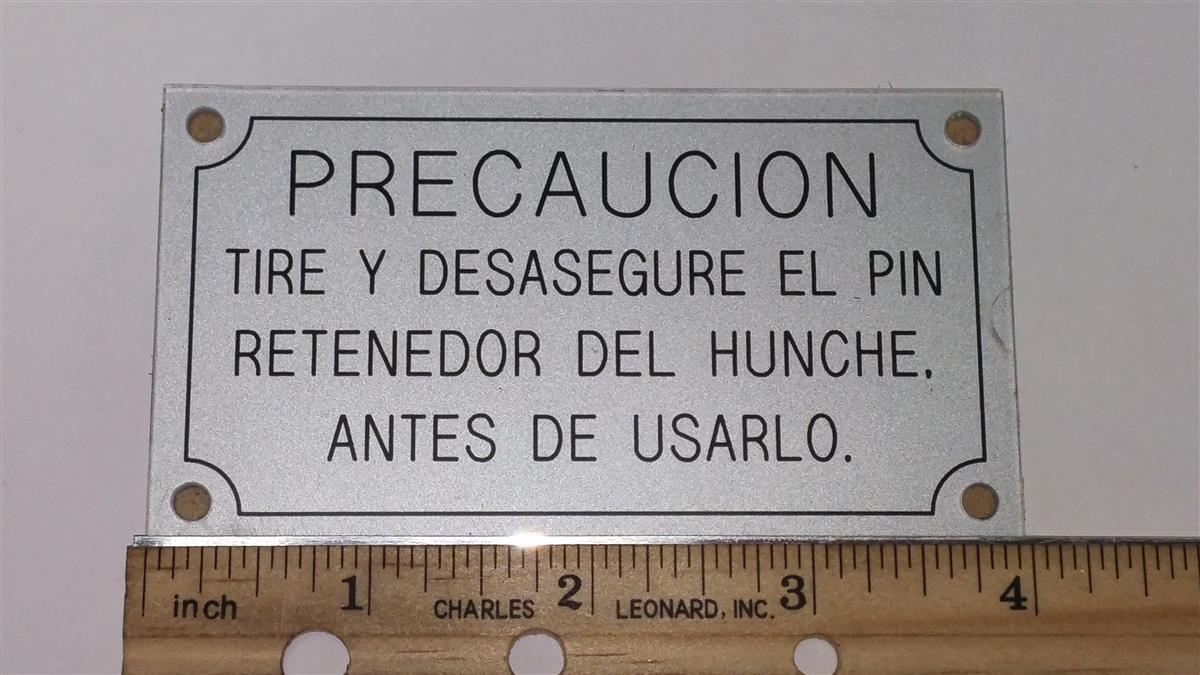 PRECAUCION
TIRE Y DESASEGURE EL PIN
RETENEDOR DEL HUNCHE.
ANTES DE USARLO.
1 2 3 4
inch CHARLES LEONARD, INC.